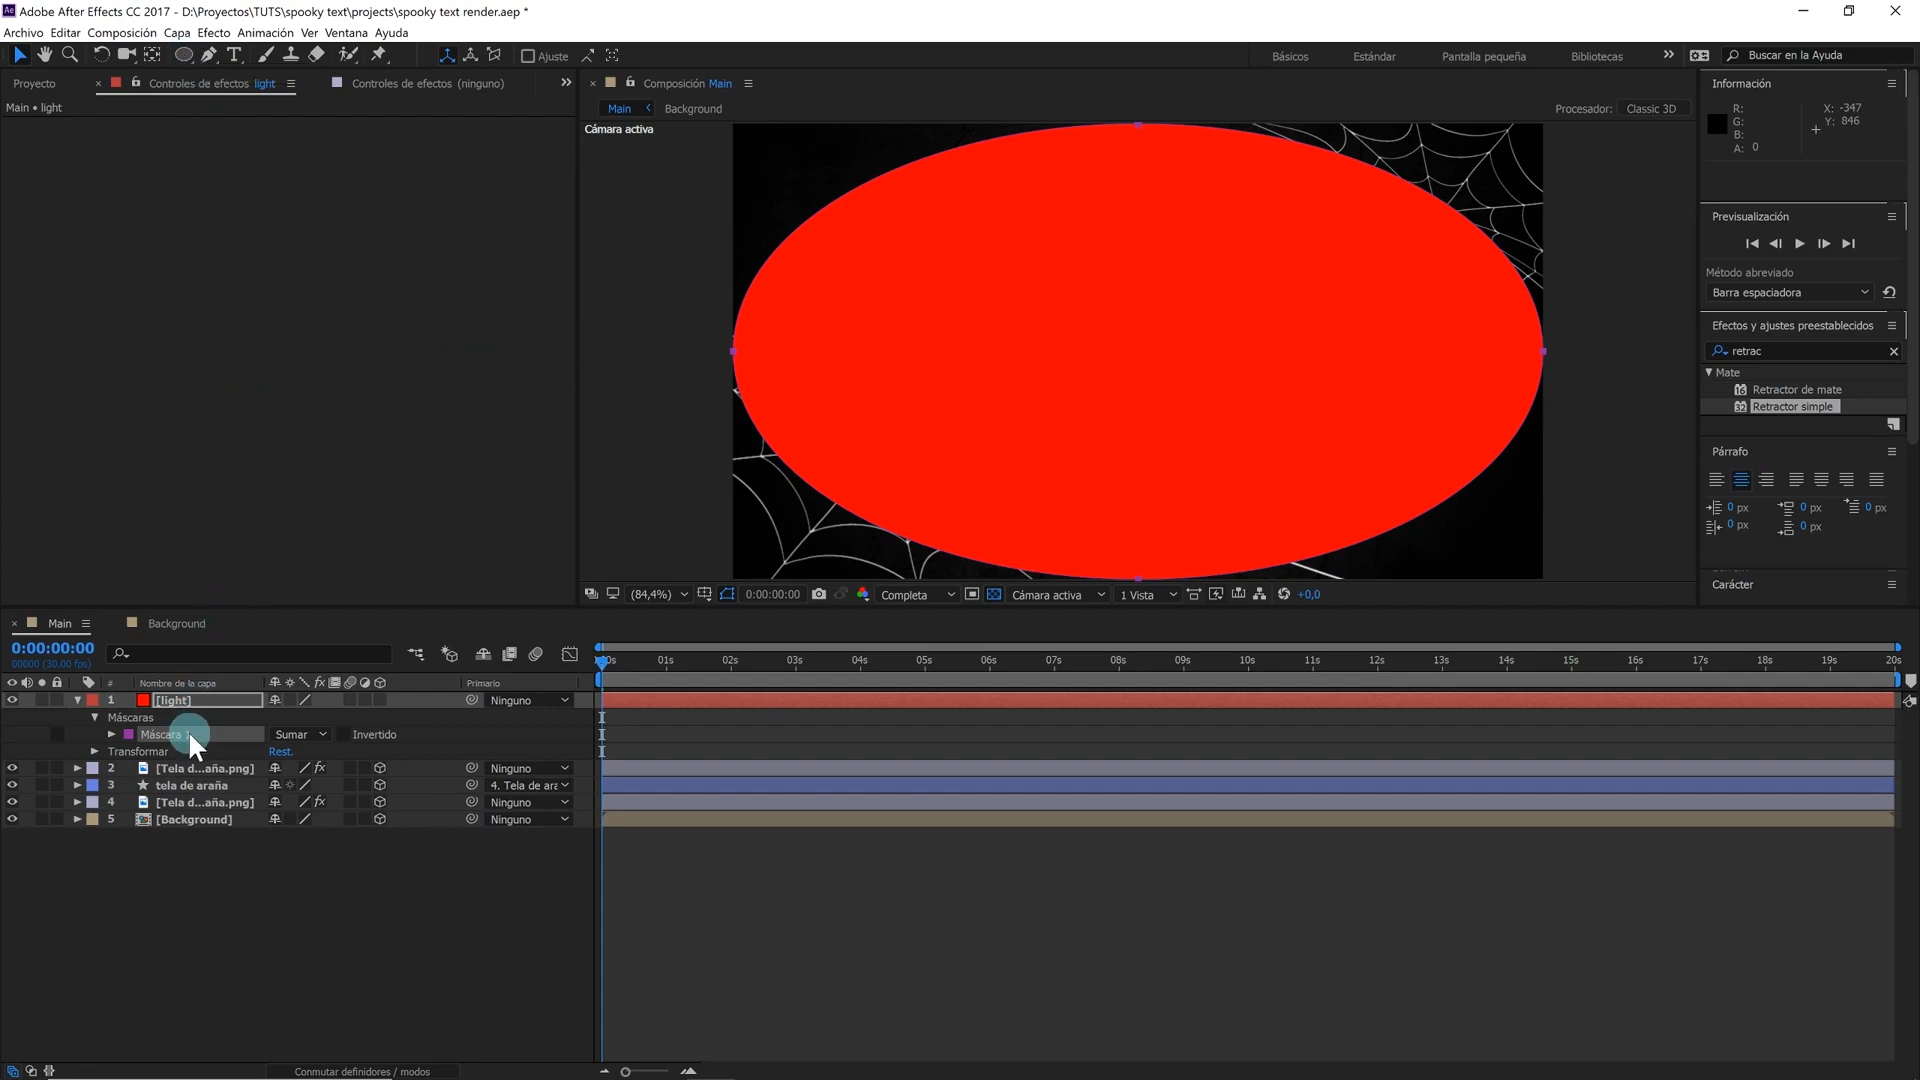 Adobe After Effects CC 2017 - D:\Proyectos\TUTS\spooky text\projects\spooky text render.aep *
Archivo Editar Composición Capa Efecto Animación Ver Ventana Ayuda
Ajuste
Básicos Estándar Pantalla pequeña Bibliotecas
Buscar en la Ayuda
Proyecto
Controles de efectos light
Controles de efectos (ninguno)
Composición Main
Main • light
Main
Background
Procesador: Classic 3D
Cámara activa
Información
R:
G:
B:
A: 0
X: -347
Y: 846
Previsualización
Método abreviado
Barra espaciadora
Efectos y ajustes preestablecidos
retrac
Mate
Retractor de mate
Retractor simple
Párrafo
0 px 0 px 0 px
0 px 0 px
Carácter
(84,4%) 0:00:00:00 Completa Cámara activa 1 Vista +0,0
Main
Background
0:00:00:00
00000 (30.00 fps)
01s 02s 03s 04s 05s 06s 07s 08s 09s 10s 11s 12s 13s 14s 15s 16s 17s 18s 19s 20s
# Nombre de la capa Primario
1 [light] Ninguno
Máscaras
Máscara 1 Sumar Invertido
Transformar Rest.
2 [Tela d...aña.png] Ninguno
3 tela de araña 4. Tela de ara
4 [Tela d...aña.png] Ninguno
5 [Background] Ninguno
Conmutar definidores / modos